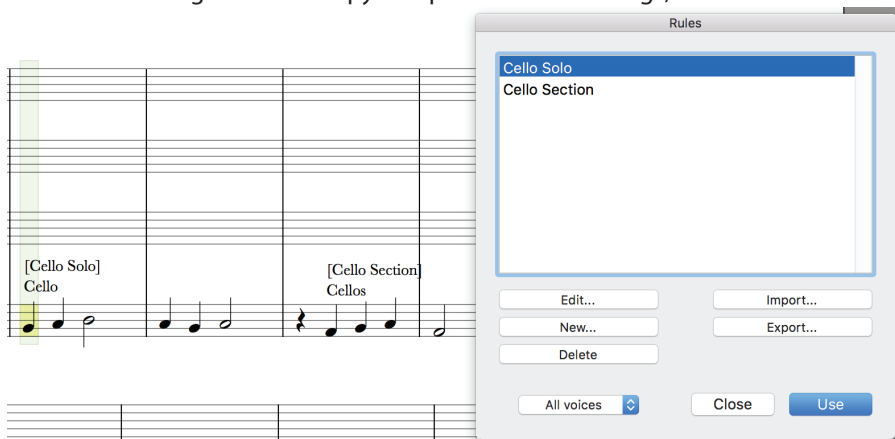 Rules
Cello Solo
Cello Section
[Cello Solo]
Cello
[Cello Section]
Cellos
Edit...
Import...
New...
Export...
Delete
All voices
Close
Use